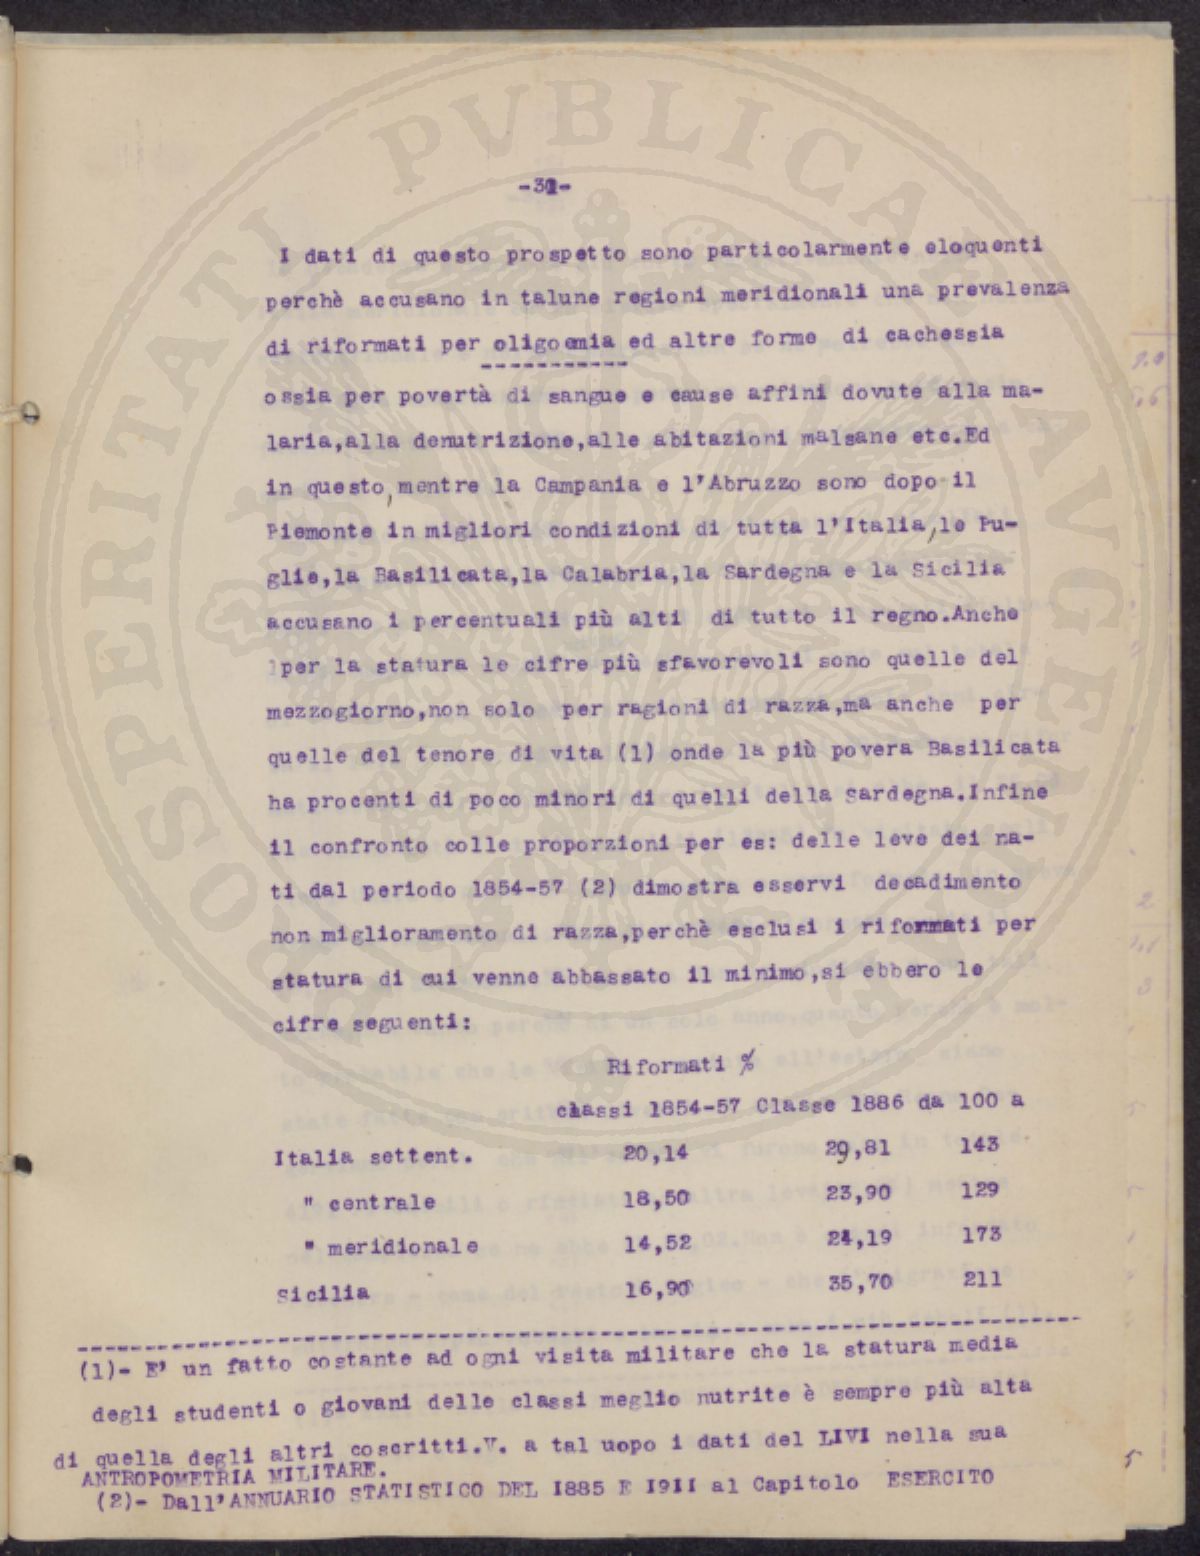 PROSPERITATI PVBLICAE AVGENDAE
-31-
I dati di questo prospetto sono particolarmente eloquenti
perchè accusano in talune regioni meridionali una prevalenza
di riformati per oligoemia ed altre forme di cachessia
ossia per povertà di sangue e cause affini dovute alla ma-
laria,alla denutrizione,alle abitazioni malsane etc.Ed
in questo,mentre la Campania e l'Abruzzo sono dopo il
Piemonte in migliori condizioni di tutta l'Italia,le Pu-
glie,la Basilicata,la Calabria,la Sardegna e la Sicilia
accusano i percentuali più alti di tutto il regno.Anche
per la statura le cifre più sfavorevoli sono quelle del
mezzogiorno,non solo per ragioni di razza,ma anche per
quelle del tenore di vita (1) onde la più povera Basilicata
ha procenti di poco minori di quelli della Sardegna.Infine
il confronto colle proporzioni per es: delle leve dei na-
ti dal periodo 1854-57 (2) dimostra esservi decadimento
non miglioramento di razza,perchè esclusi i riformati per
statura di cui venne abbassato il minimo,si ebbero le
cifre seguenti:
Riformati %
classi 1854-57 Classe 1886 da 100 a
Italia settent. 20,14 29,81 143
" centrale 18,50 23,90 129
" meridionale 14,52 24,19 173
Sicilia 16,90 35,70 211
(1)- E' un fatto costante ad ogni visita militare che la statura media
degli studenti o giovani delle classi meglio nutrite è sempre più alta
di quella degli altri coscritti.V. a tal uopo i dati del LIVI nella sua
ANTROPOMETRIA MILITARE.
(2)- Dall'ANNUARIO STATISTICO DEL 1885 E 1911 al Capitolo ESERCITO